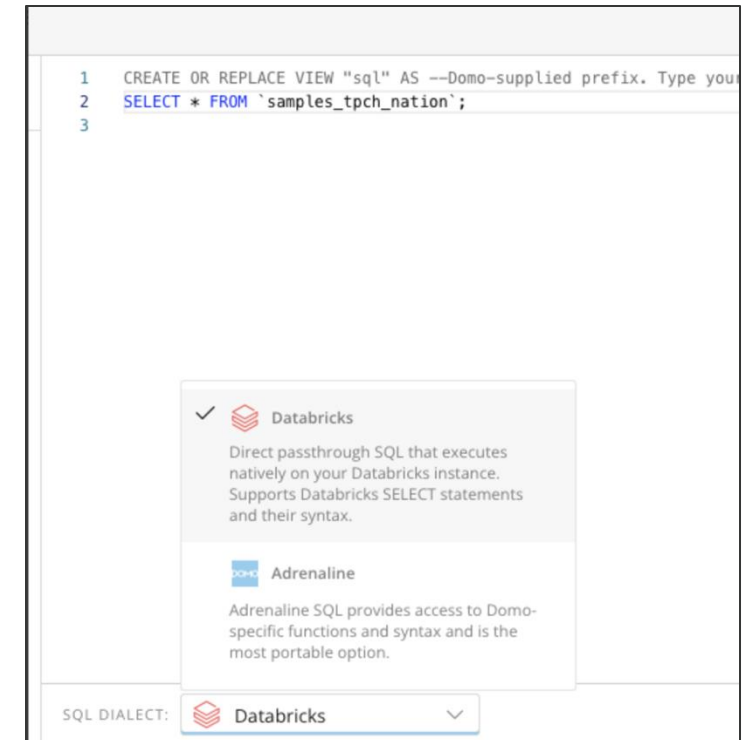 1 CREATE OR REPLACE VIEW "sql" AS --Domo-supplied prefix. Type your
2 SELECT * FROM `samples_tpch_nation`;
3
Databricks
Direct passthrough SQL that executes
natively on your Databricks instance.
Supports Databricks SELECT statements
and their syntax.
DOMO Adrenaline
Adrenaline SQL provides access to Domo-
specific functions and syntax and is the
most portable option.
SQL DIALECT: Databricks